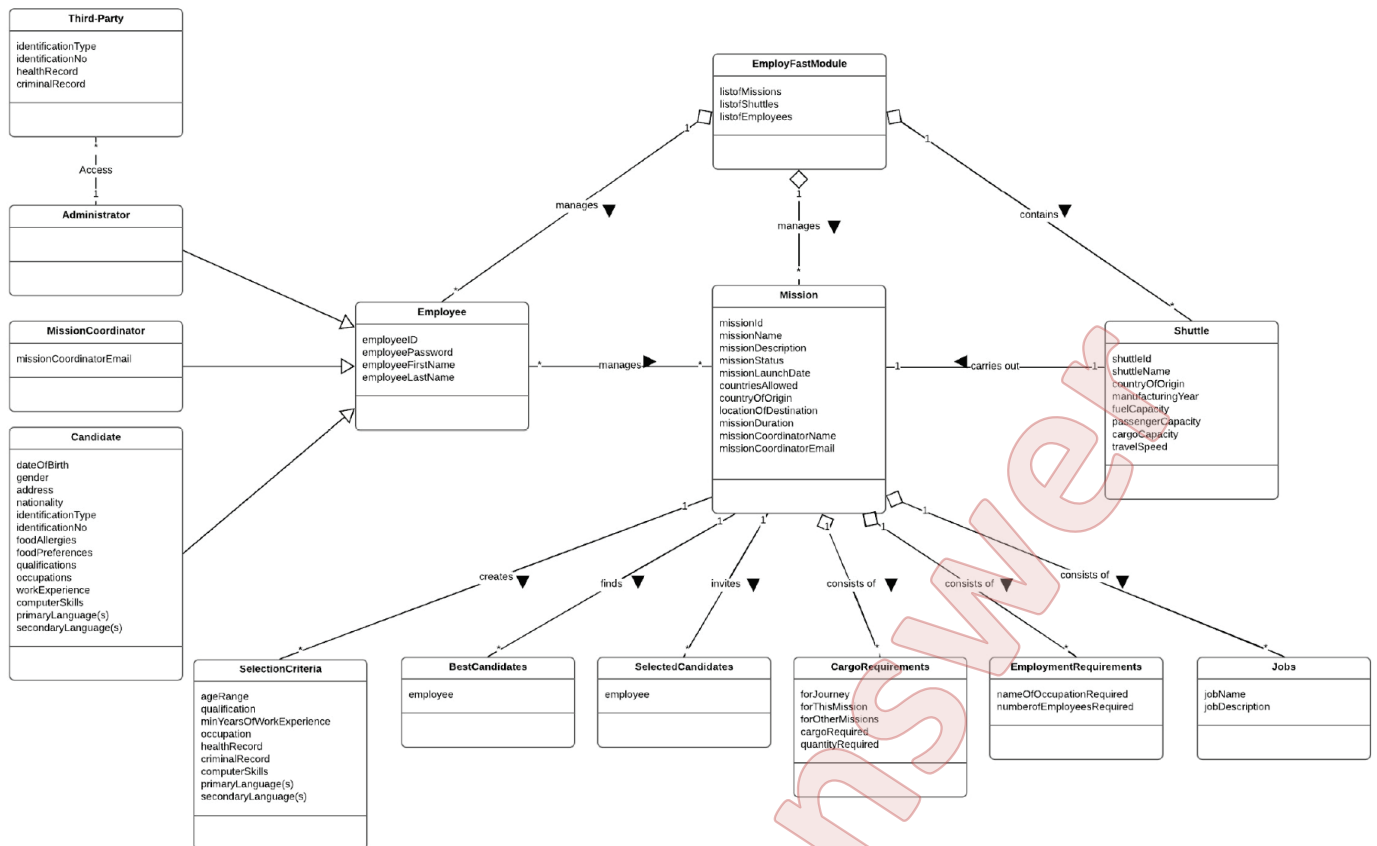 Third-Party
identificationType
identificationNo
healthRecord
criminalRecord
*
Access
1
Administrator
MissionCoordinator
missionCoordinatorEmail
Candidate
dateOfBirth
gender
address
nationality
identificationType
identificationNo
foodAllergies
foodPreferences
qualifications
occupations
workExperience
computerSkills
primaryLanguage(s)
secondaryLanguage(s)
EmployFastModule
listofMissions
listofShuttles
listofEmployees
1
manages
*
1
manages
*
1
contains
*
Employee
employeeID
employeePassword
employeeFirstName
employeeLastName
*
manages
*
Mission
missionId
missionName
missionDescription
missionStatus
missionLaunchDate
countriesAllowed
countryOfOrigin
locationOfDestination
missionDuration
missionCoordinatorName
missionCoordinatorEmail
1
carries out
1
Shuttle
shuttleId
shuttleName
countryOfOrigin
manufacturingYear
fuelCapacity
passengerCapacity
cargoCapacity
travelSpeed
1
creates
*
1
finds
*
1
invites
*
1
consists of
*
1
consists of
*
1
consists of
*
SelectionCriteria
ageRange
qualification
minYearsOfWorkExperience
occupation
healthRecord
criminalRecord
computerSkills
primaryLanguage(s)
secondaryLanguage(s)
BestCandidates
employee
SelectedCandidates
employee
CargoRequirements
forJourney
forThisMission
forOtherMissions
cargoRequired
quantityRequired
EmploymentRequirements
nameOfOccupationRequired
numberofEmployeesRequired
Jobs
jobName
jobDescription
nswer